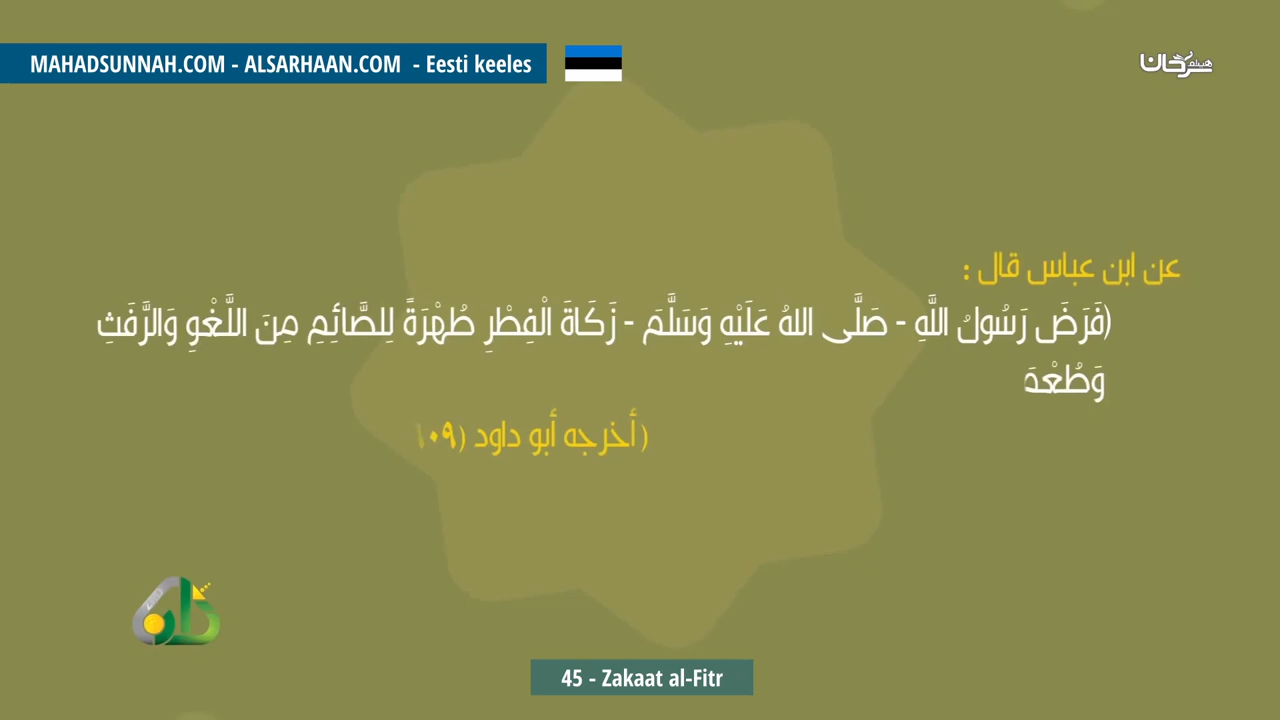 MAHADSUNNAH.COM - ALSARHAAN.COM - Eesti keeles
سرحان
عن ابن عباس قال :
(فَرَضَ رَسُولُ اللَّهِ - صَلَّى اللهُ عَلَيْهِ وَسَلَّمَ - زَكَاةَ الْفِطْرِ طُهْرَةً لِلصَّائِمِ مِنَ اللَّغْوِ وَالرَّفَثِ
وَطُعْمَ
(أخرجه أبو داود (١٠٩
45 - Zakaat al-Fitr